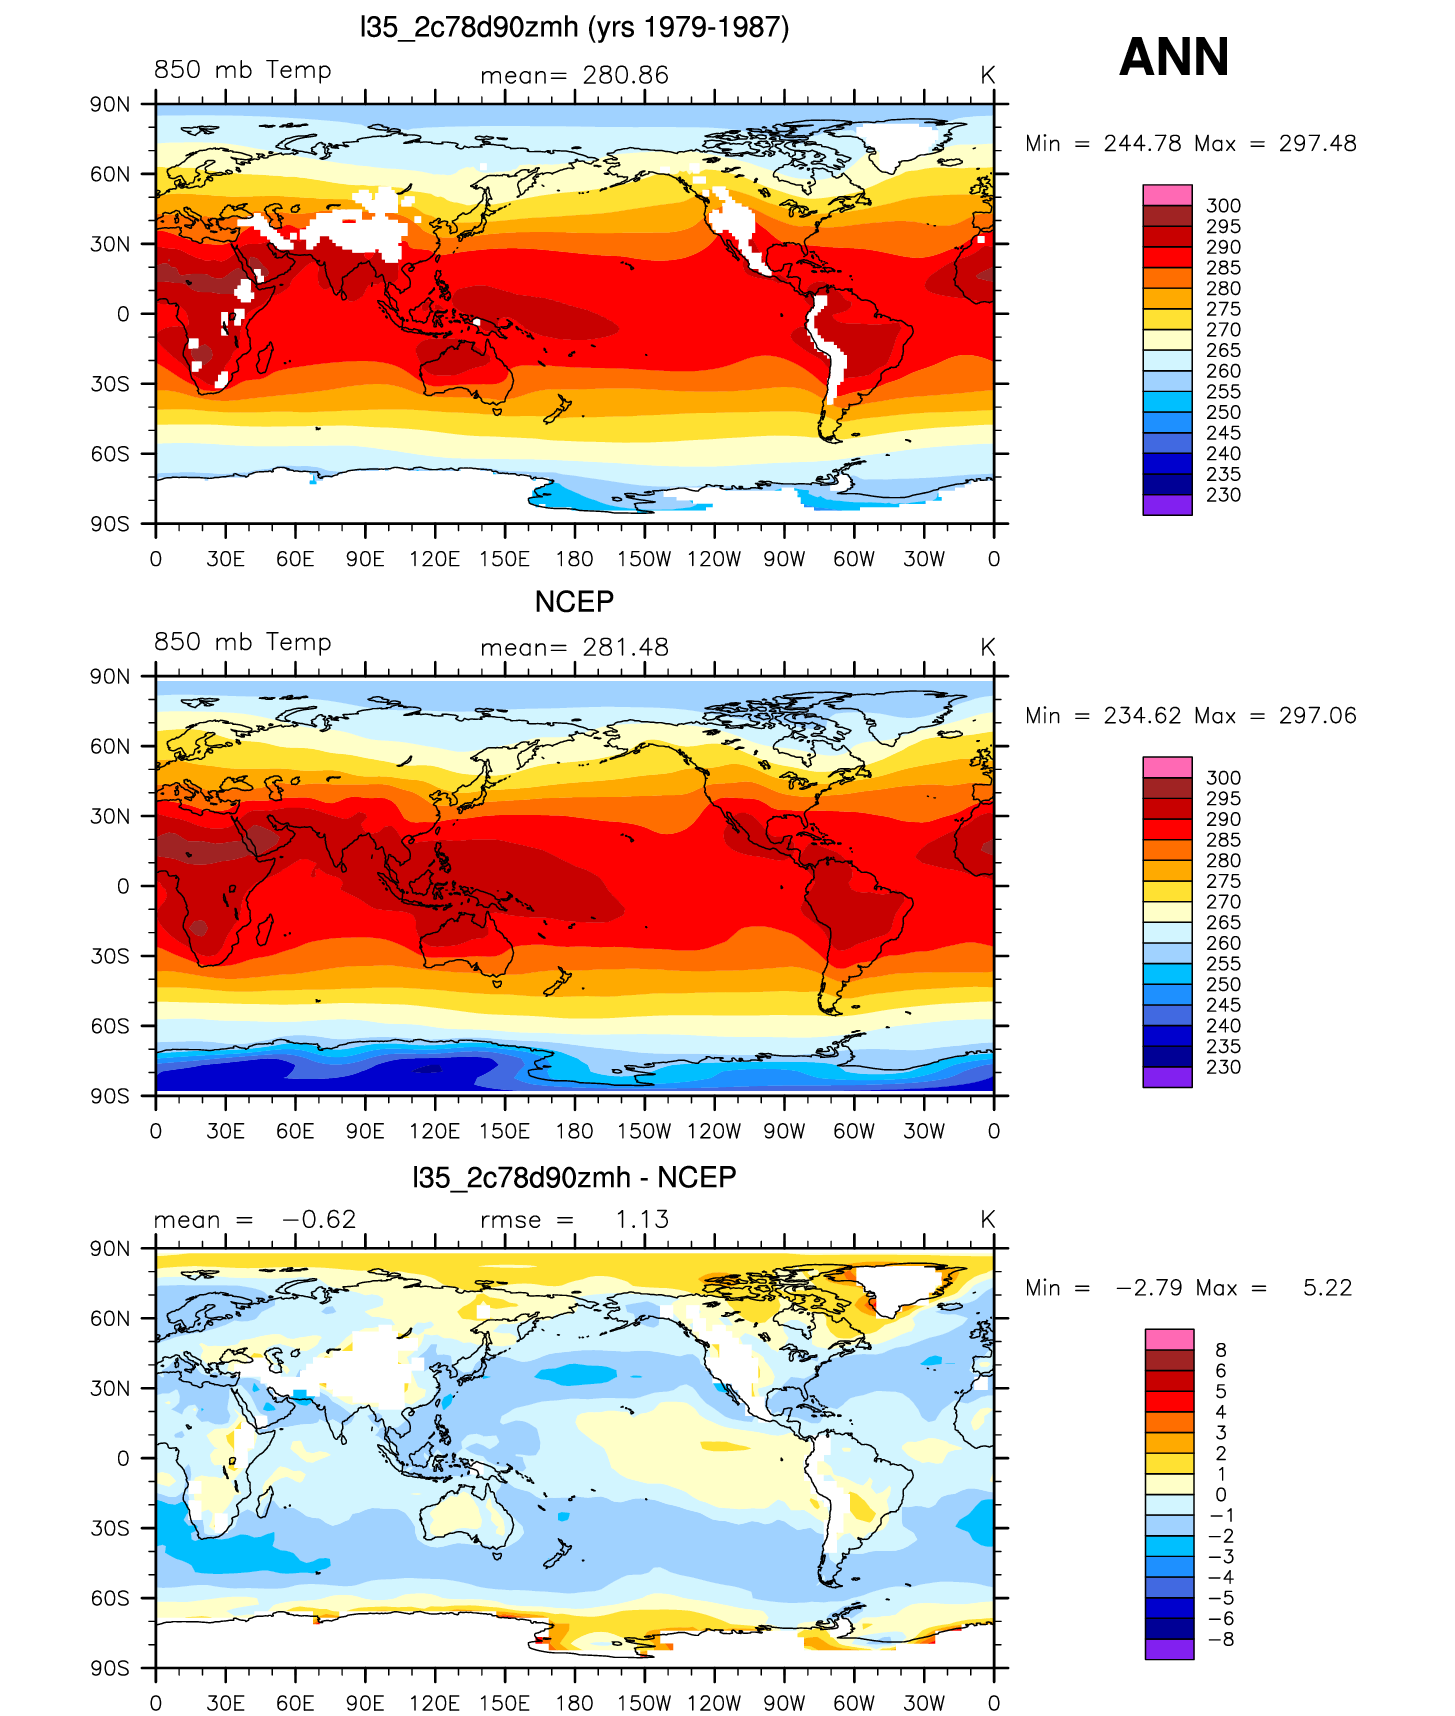 l35_2c78d90zmh (yrs 1979-1987)
ANN
850 mb Temp mean= 280.86 K
Min = 244.78 Max = 297.48
90N
60N
30N
0
30S
60S
90S
0 30E 60E 90E 120E 150E 180 150W 120W 90W 60W 30W 0
300
295
290
285
280
275
270
265
260
255
250
245
240
235
230
NCEP
850 mb Temp mean= 281.48 K
Min = 234.62 Max = 297.06
90N
60N
30N
0
30S
60S
90S
0 30E 60E 90E 120E 150E 180 150W 120W 90W 60W 30W 0
300
295
290
285
280
275
270
265
260
255
250
245
240
235
230
l35_2c78d90zmh - NCEP
mean = −0.62 rmse = 1.13 K
Min = −2.79 Max = 5.22
90N
60N
30N
0
30S
60S
90S
0 30E 60E 90E 120E 150E 180 150W 120W 90W 60W 30W 0
8
6
5
4
3
2
1
0
−1
−2
−3
−4
−5
−6
−8